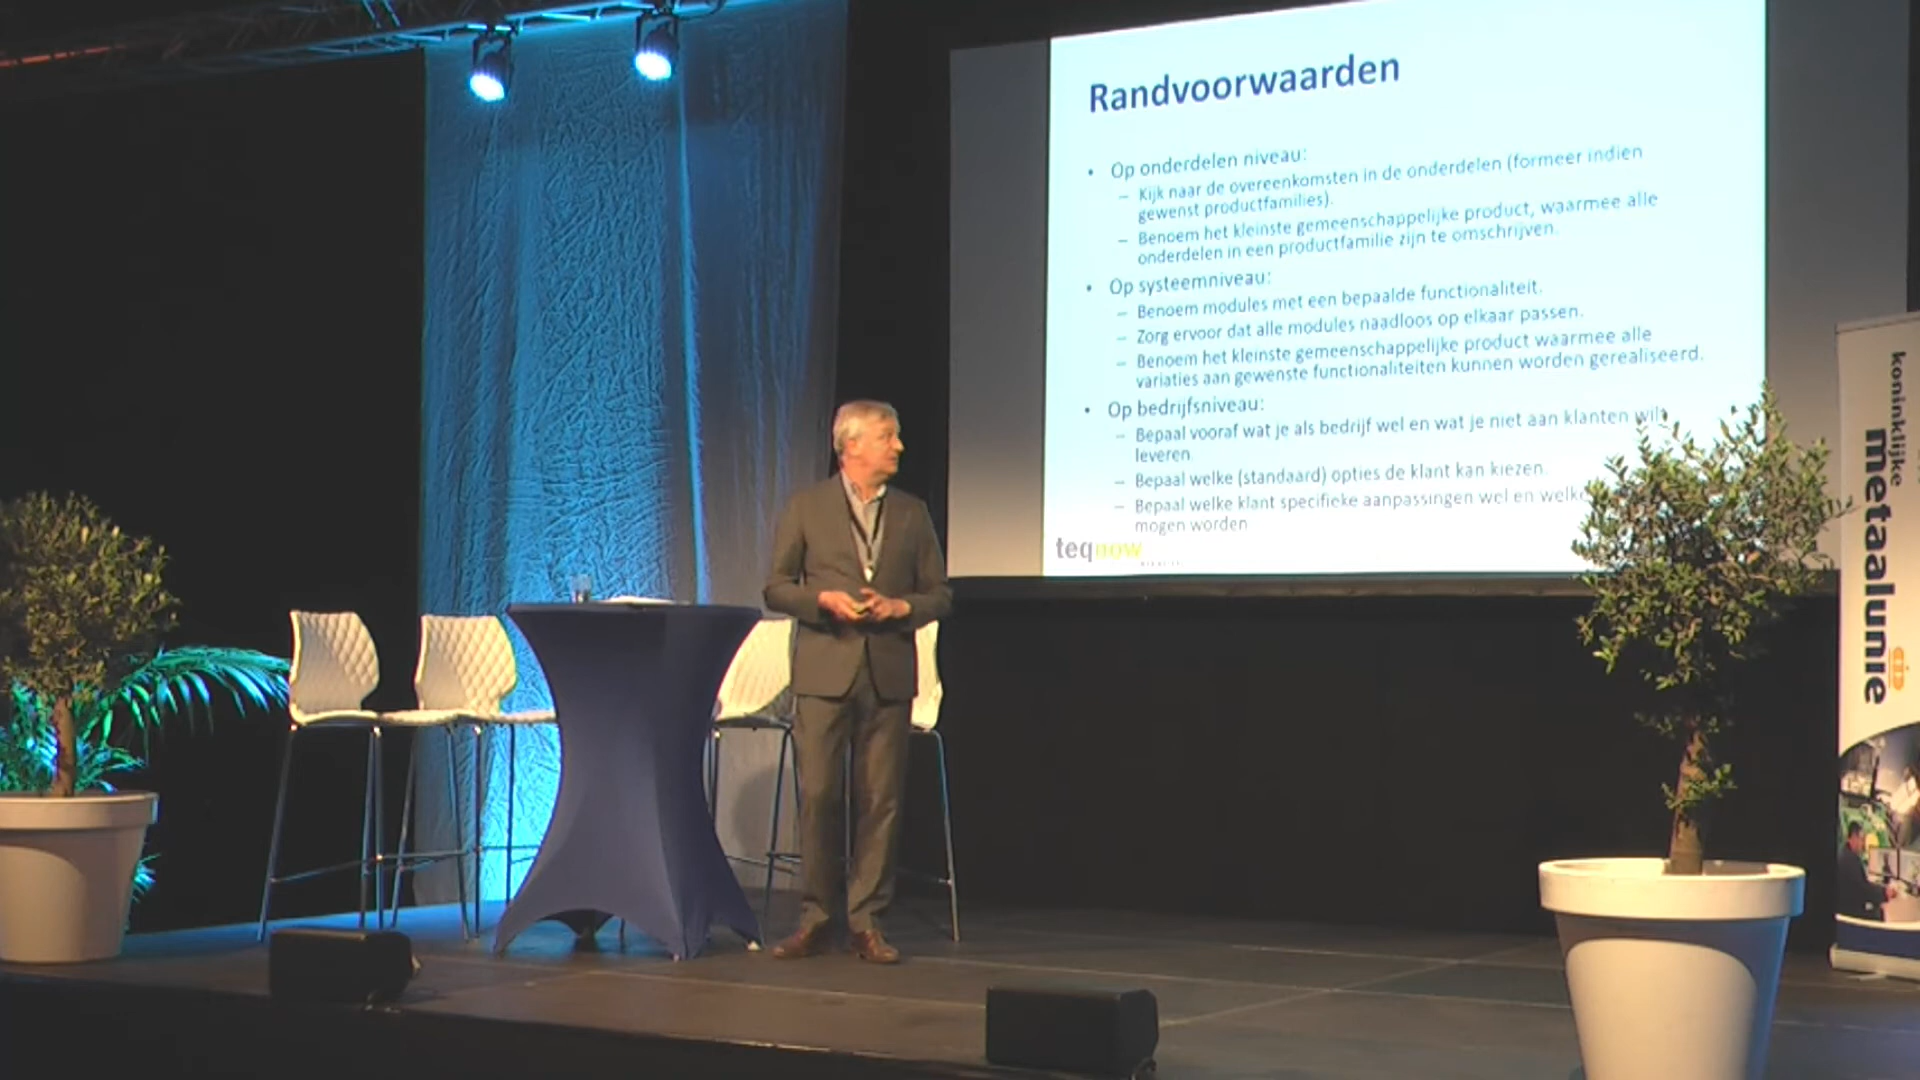 Randvoorwaarden
• Op onderdelen niveau:
– Kijk naar de overeenkomsten in de onderdelen (formeer indien
gewenst productfamilies).
– Benoem het kleinste gemeenschappelijke product, waarmee alle
onderdelen in een productfamilie zijn te omschrijven.
• Op systeemniveau:
– Benoem modules met een bepaalde functionaliteit.
– Zorg ervoor dat alle modules naadloos op elkaar passen.
– Benoem het kleinste gemeenschappelijke product waarmee alle
variaties aan gewenste functionaliteiten kunnen worden gerealiseerd.
• Op bedrijfsniveau:
– Bepaal vooraf wat je als bedrijf wel en wat je niet aan klanten wilt
leveren
– Bepaal welke (standaard) opties de klant kan kiezen.
– Bepaal welke klant specifieke aanpassingen wel en welke
mogen worden
teqnow
koninklijke
metaalunie